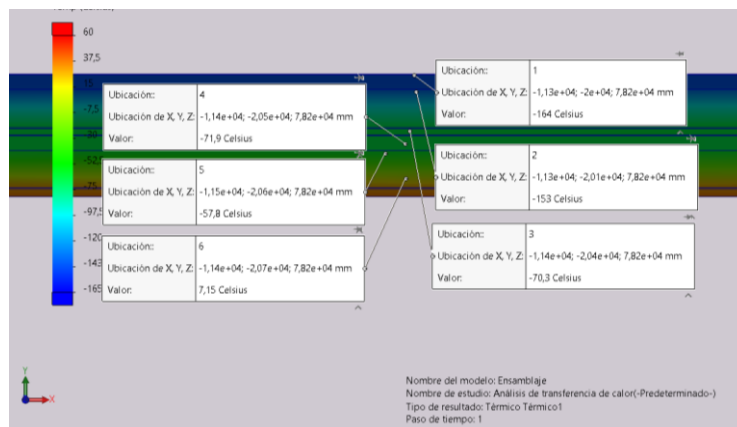 60
37,5
-7,5
-97,5
-165
Ubicación: 1
Ubicación de X, Y, Z: -1,13e+04; -2e+04; 7,82e+04 mm
Valor: -164 Celsius
Ubicación: 4
Ubicación de X, Y, Z: -1,14e+04; -2,05e+04; 7,82e+04 mm
Valor: -71,9 Celsius
Ubicación: 2
Ubicación de X, Y, Z: -1,13e+04; -2,01e+04; 7,82e+04 mm
Valor: -153 Celsius
Ubicación: 5
Ubicación de X, Y, Z: -1,15e+04; -2,06e+04; 7,82e+04 mm
Valor: -57,8 Celsius
Ubicación: 3
Ubicación de X, Y, Z: -1,14e+04; -2,04e+04; 7,82e+04 mm
Valor: -70,3 Celsius
Ubicación: 6
Ubicación de X, Y, Z: -1,14e+04; -2,07e+04; 7,82e+04 mm
Valor: 7,15 Celsius
Y
X
Nombre del modelo: Ensamblaje
Nombre de estudio: Análisis de transferencia de calor(-Predeterminado-)
Tipo de resultado: Térmico Térmico1
Paso de tiempo: 1